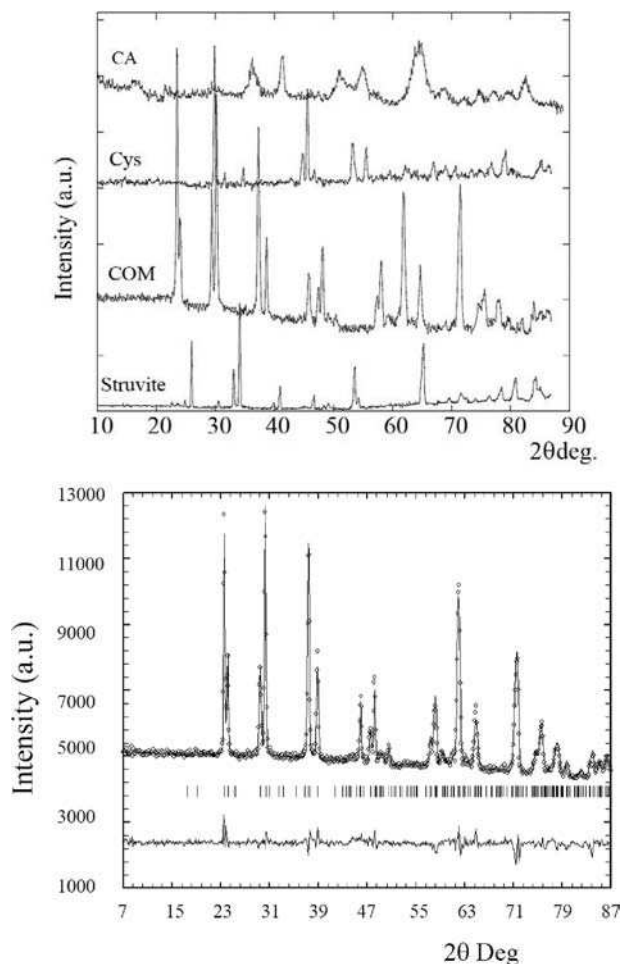 CA
Cys
COM
Struvite
Intensity (a.u.)
10 20 30 40 50 60 70 80 90
2θdeg.
13000
11000
9000
7000
5000
3000
1000
Intensity (a.u.)
7 15 23 31 39 47 55 63 71 79 87
2θ Deg